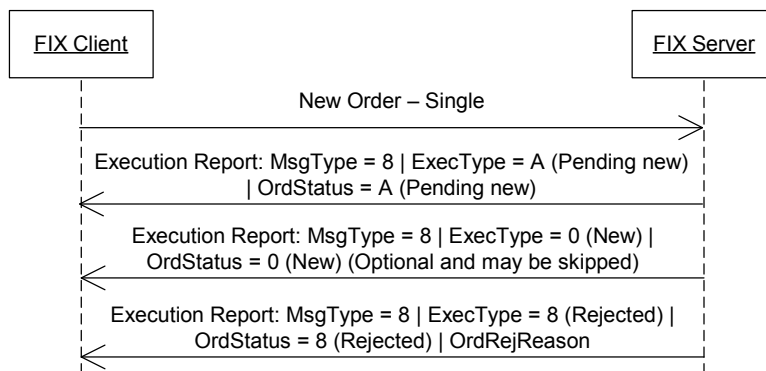 FIX Client
FIX Server
New Order – Single
Execution Report: MsgType = 8 | ExecType = A (Pending new)
| OrdStatus = A (Pending new)
Execution Report: MsgType = 8 | ExecType = 0 (New) |
OrdStatus = 0 (New) (Optional and may be skipped)
Execution Report: MsgType = 8 | ExecType = 8 (Rejected) |
OrdStatus = 8 (Rejected) | OrdRejReason